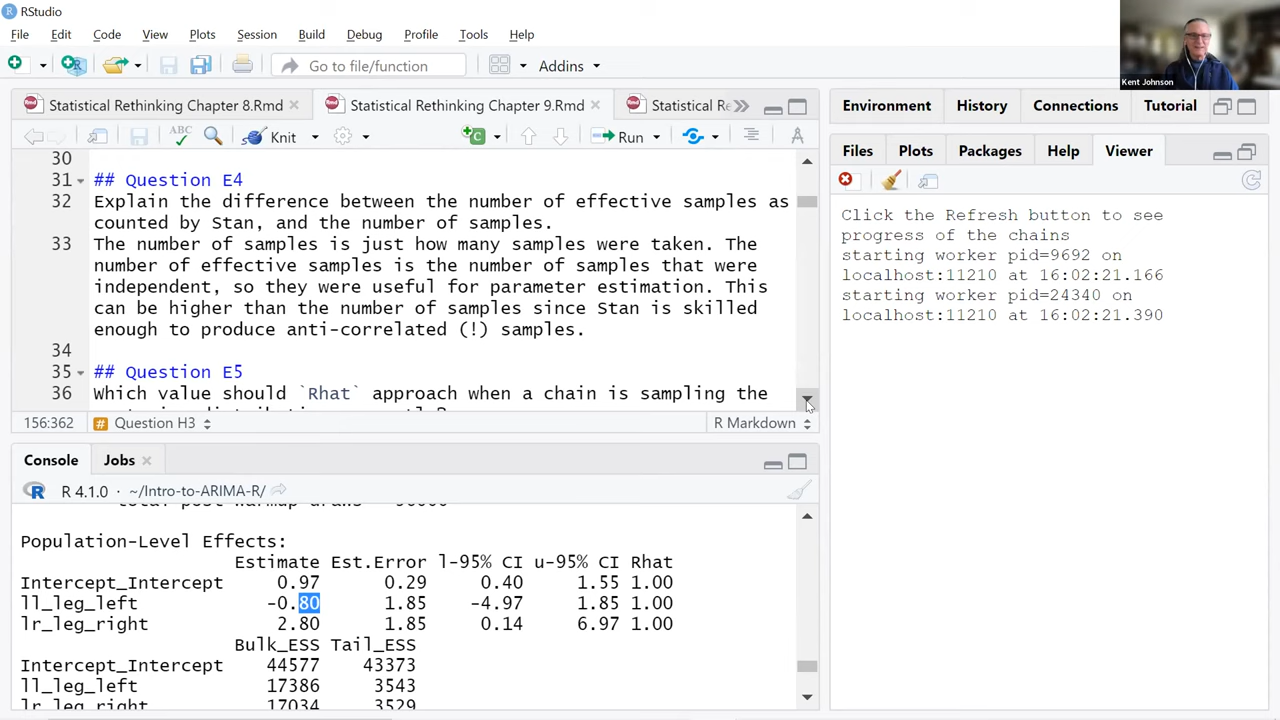 RStudio
File Edit Code View Plots Session Build Debug Profile Tools Help
Go to file/function
Addins
Kent Johnson
Statistical Rethinking Chapter 8.Rmd
Statistical Rethinking Chapter 9.Rmd
Statistical Re
ABC
Knit
Run
30
31 ## Question E4
32 Explain the difference between the number of effective samples as
counted by Stan, and the number of samples.
33 The number of samples is just how many samples were taken. The
number of effective samples is the number of samples that were
independent, so they were useful for parameter estimation. This
can be higher than the number of samples since Stan is skilled
enough to produce anti-correlated (!) samples.
34
35 ## Question E5
36 Which value should `Rhat` approach when a chain is sampling the
156:362 # Question H3 R Markdown
Console Jobs
R 4.1.0 · ~/Intro-to-ARIMA-R/
Population-Level Effects:
Estimate Est.Error l-95% CI u-95% CI Rhat
Intercept_Intercept 0.97 0.29 0.40 1.55 1.00
ll_leg_left -0.80 1.85 -4.97 1.85 1.00
lr_leg_right 2.80 1.85 0.14 6.97 1.00
Bulk_ESS Tail_ESS
Intercept_Intercept 44577 43373
ll_leg_left 17386 3543
lr_leg_right 17034 3529
Environment History Connections Tutorial
Files Plots Packages Help Viewer
Click the Refresh button to see
progress of the chains
starting worker pid=9692 on
localhost:11210 at 16:02:21.166
starting worker pid=24340 on
localhost:11210 at 16:02:21.390